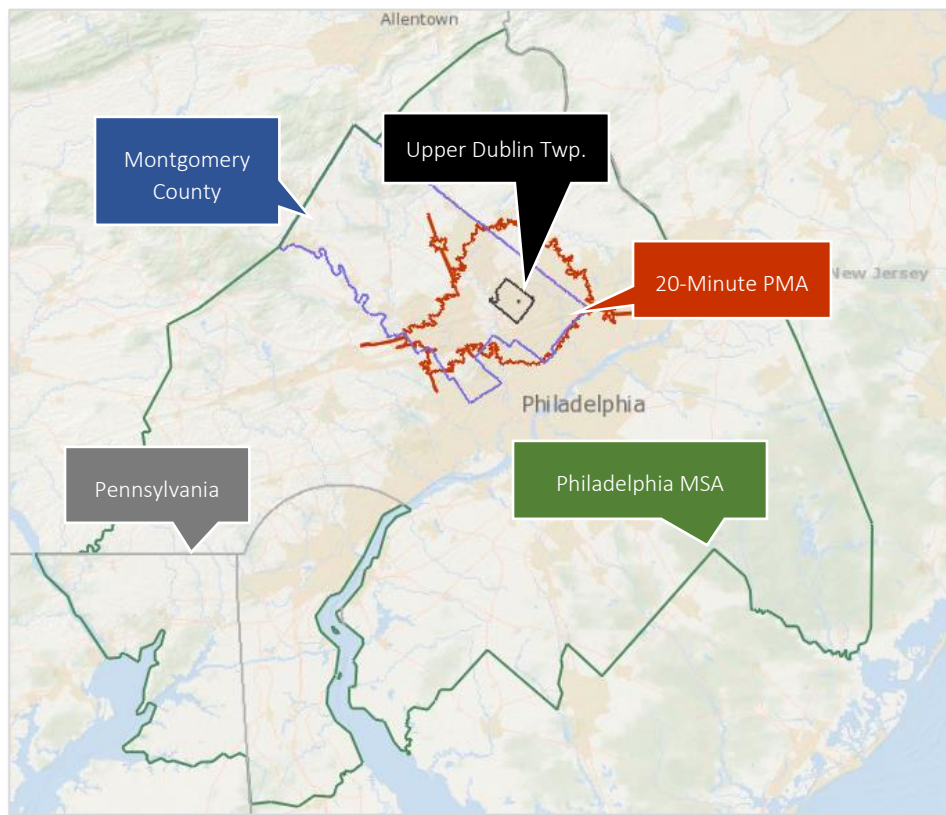 Allentown
Upper Dublin Twp.
Montgomery
County
New Jersey
20-Minute PMA
Philadelphia
Philadelphia MSA
Pennsylvania